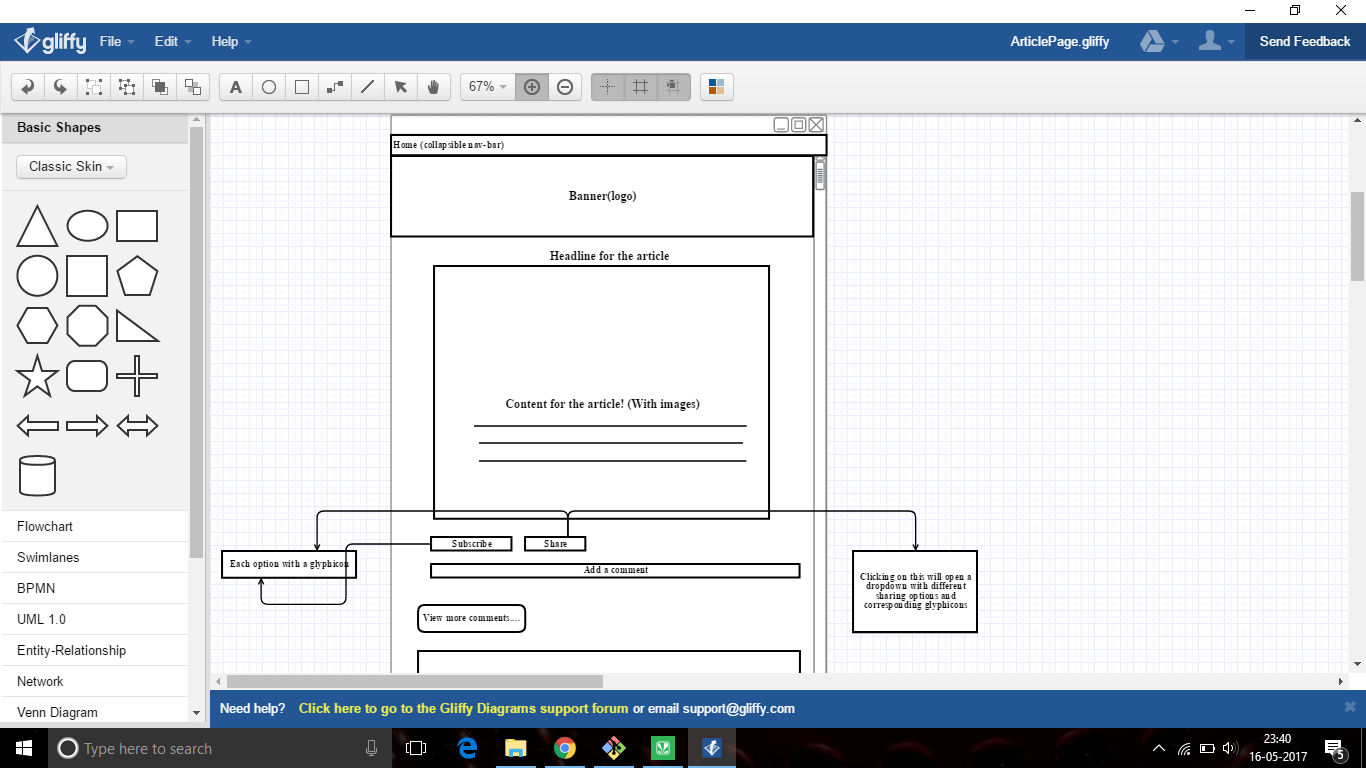 gliffy File Edit Help ArticlePage.gliffy Send Feedback
A 67%
Basic Shapes
Classic Skin
Flowchart
Swimlanes
BPMN
UML 1.0
Entity-Relationship
Network
Venn Diagram
Home (collapsible nav-bar)
Banner(logo)
Headline for the article
Content for the article! (With images)
Subscribe Share
Each option with a glyphicon
Add a comment
Clicking on this will open a
dropdown with different
sharing options and
corresponding glyphicons
View more comments....
Need help? Click here to go to the Gliffy Diagrams support forum or email support@gliffy.com
Type here to search
23:40
16-05-2017
5